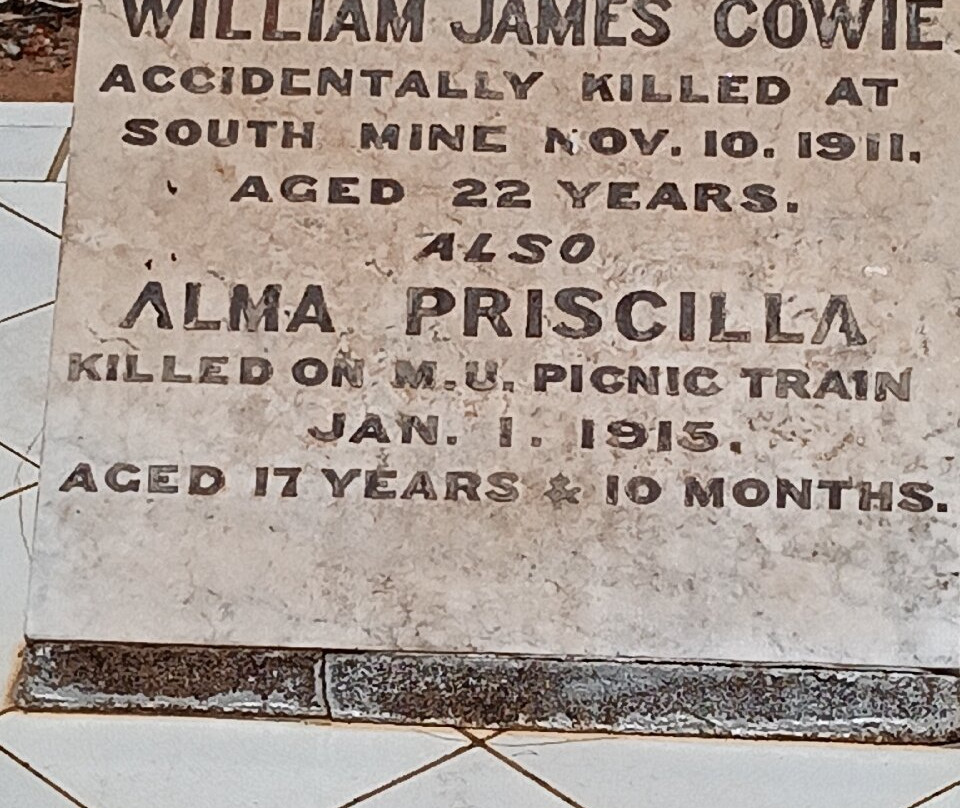 WILLIAM JAMES COWIE.
ACCIDENTALLY KILLED AT
SOUTH MINE NOV. 10. 1911.
AGED 22 YEARS.
ALSO
ALMA PRISCILLA
KILLED ON M.U. PICNIC TRAIN
JAN. 1. 1915.
AGED 17 YEARS & 10 MONTHS.